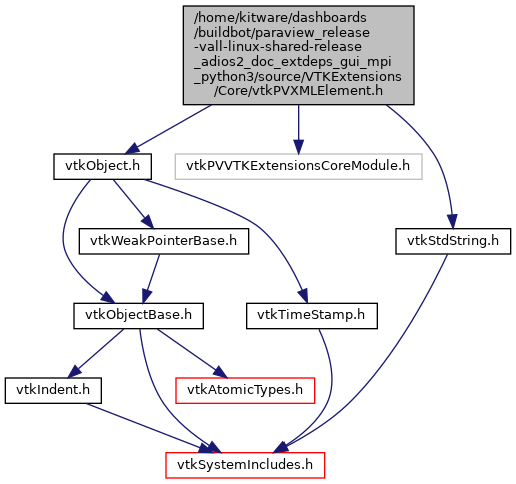 /home/kitware/dashboards
/buildbot/paraview_release
-vall-linux-shared-release
_adios2_doc_extdeps_gui_mpi
_python3/source/VTKExtensions
/Core/vtkPVXMLElement.h
vtkObject.h
vtkPVVTKExtensionsCoreModule.h
vtkWeakPointerBase.h
vtkStdString.h
vtkObjectBase.h
vtkTimeStamp.h
vtkIndent.h
vtkAtomicTypes.h
vtkSystemIncludes.h